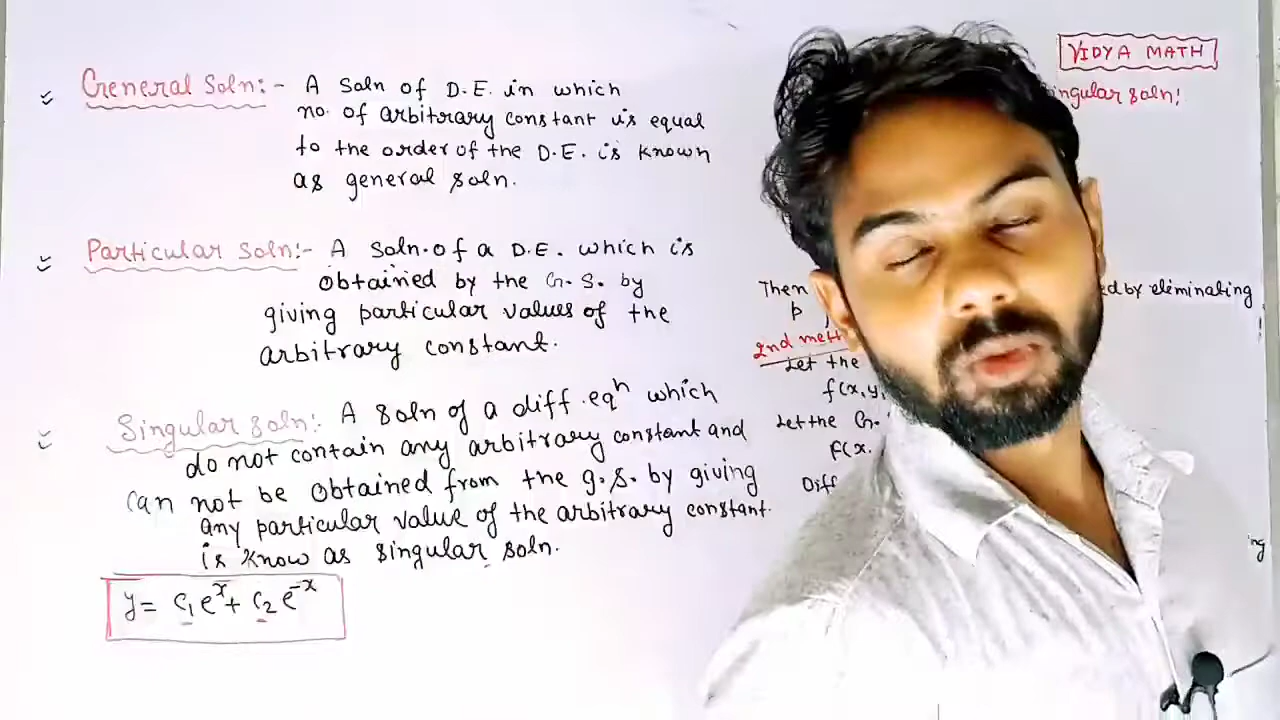 General Soln:- A Soln of D.E. in which
no. of arbitrary constant is equal
to the order of the D.E. is known
as general soln.
Particular Soln:- A Soln. of a D.E. which is
obtained by the G.S. by
giving particular values of the
arbitrary constant.
Singular Soln: A soln of a diff. eqn which
do not contain any arbitrary constant and
can not be obtained from the g.s. by giving
any particular value of the arbitrary constant.
is know as singular soln.
y = c₁e^x + c₂e^-x
VIDYA MATH
ingular soln!
Then ed by eliminating
p !
2nd meth
Let the
f(x,y,
Let the G.
f(x.
Diff
ng